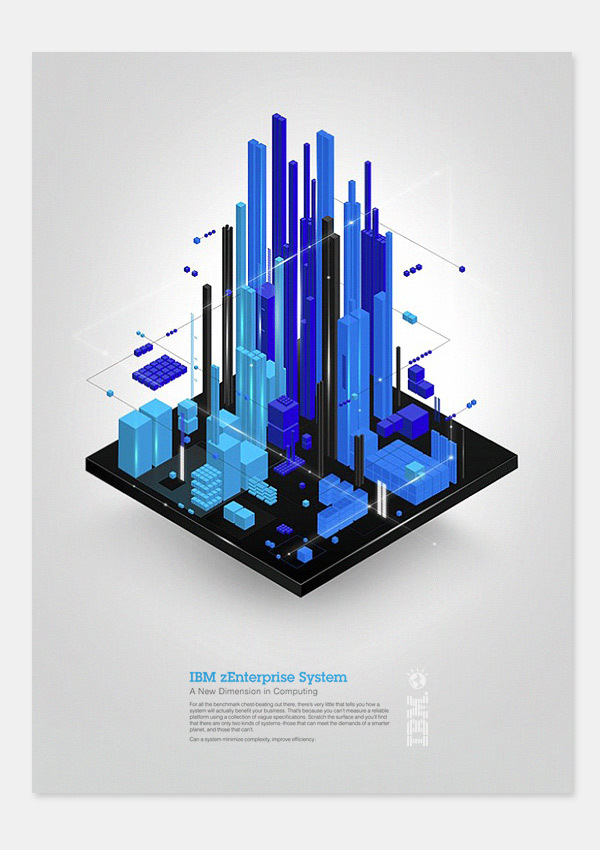 IBM zEnterprise System
A New Dimension in Computing
For all the benchmark chest-beating out there, there's very little that tells you how a
system will actually benefit your business. That's because you can't measure a reliable
platform using a collection of vague specifications. Scratch the surface and you'll find
that there are only two kinds of systems–those that can meet the demands of a smarter
planet, and those that can't.
Can a system minimize complexity, improve efficiency.
IBM.